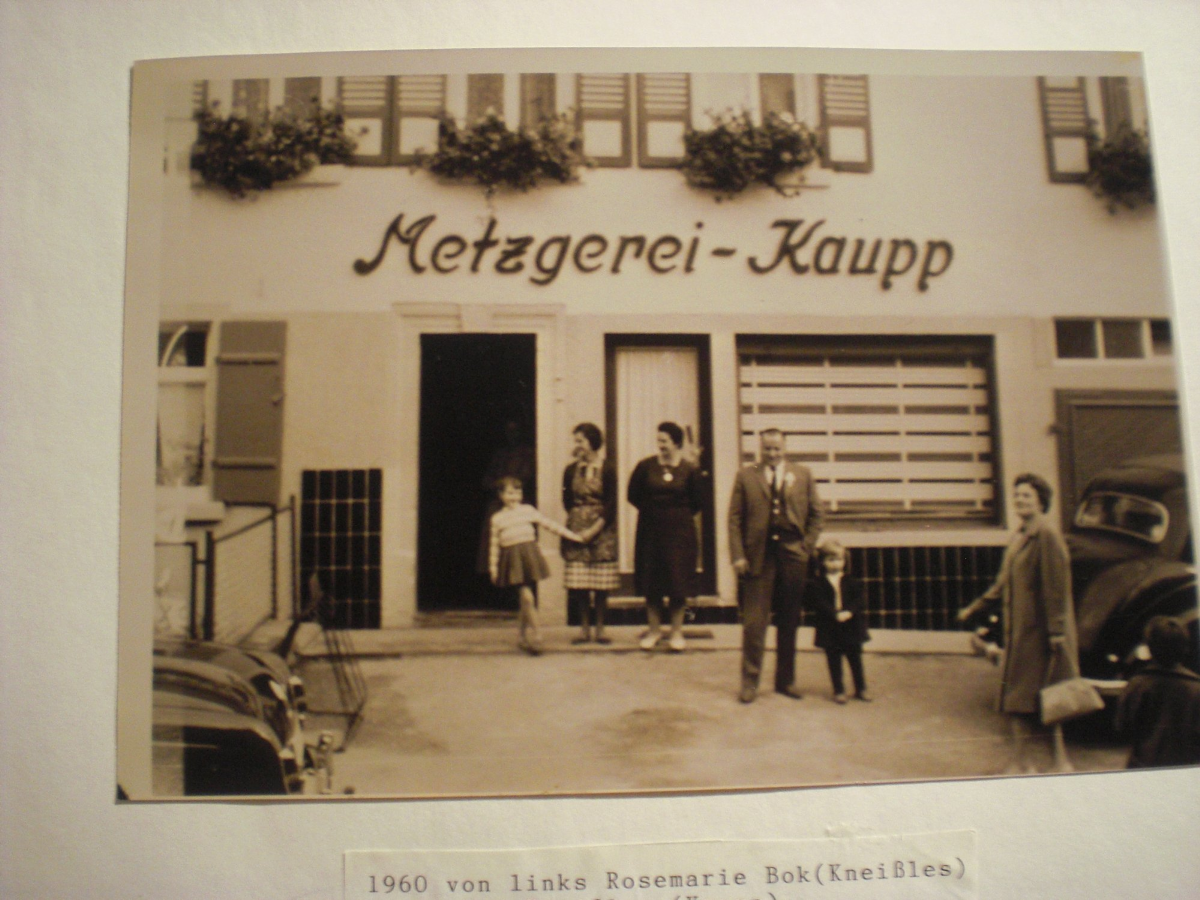 Metzgerei-Kaupp
1960 von links Rosemarie Bok(Kneißles)